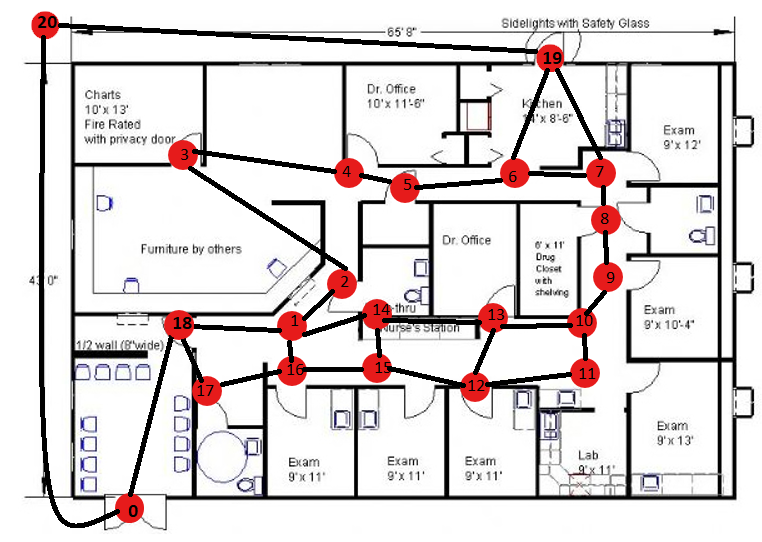 20
Sidelights with Safety Glass
65' 8"
19
Charts
10' x 13'
Fire Rated
with privacy door
Dr. Office
10' x 11'-6"
Kitchen
14' x 8'-6"
Exam
9' x 12'
3
4
5
6
7
8
Furniture by others
Dr. Office
6' x 11'
Drug
Closet
with
shelving
43' 0"
2
9
Exam
9' x 10'-4"
18
1
14
-thru
13
10
Nurse's Station
1/2 wall (8"wide)
16
15
12
11
17
Exam
9' x 11'
Exam
9' x 11'
Exam
9' x 11'
Lab
9' x 11'
Exam
9' x 13'
0